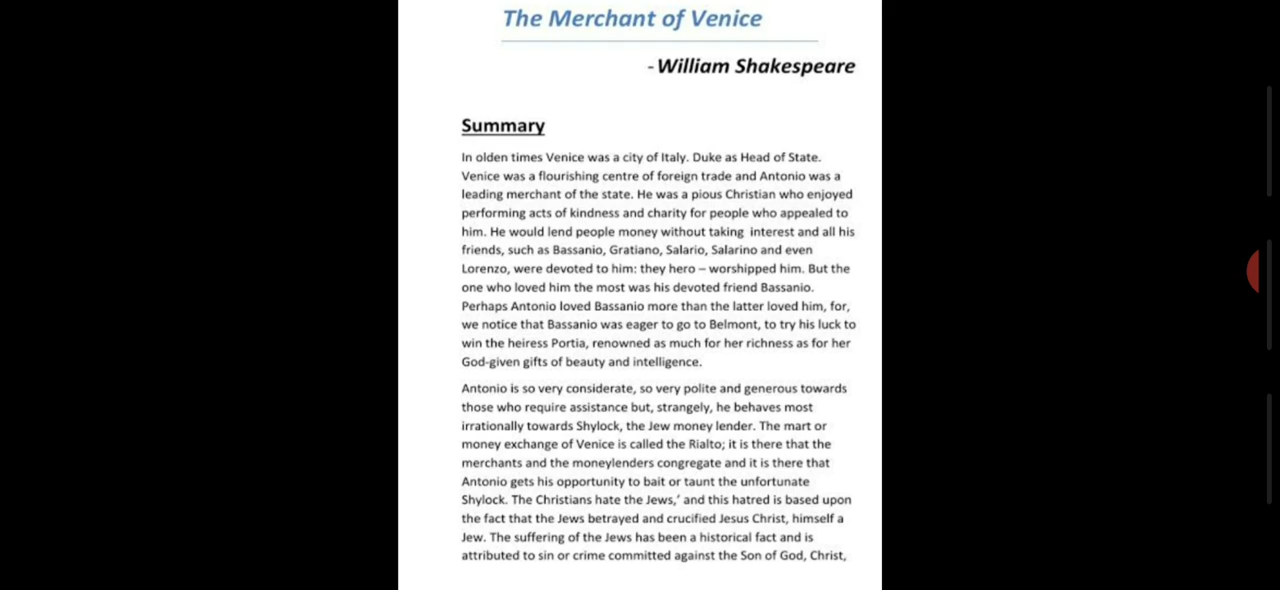 The Merchant of Venice
- William Shakespeare
Summary
In olden times Venice was a city of Italy. Duke as Head of State.
Venice was a flourishing centre of foreign trade and Antonio was a
leading merchant of the state. He was a pious Christian who enjoyed
performing acts of kindness and charity for people who appealed to
him. He would lend people money without taking interest and all his
friends, such as Bassanio, Gratiano, Salario, Salarino and even
Lorenzo, were devoted to him: they hero – worshipped him. But the
one who loved him the most was his devoted friend Bassanio.
Perhaps Antonio loved Bassanio more than the latter loved him, for,
we notice that Bassanio was eager to go to Belmont, to try his luck to
win the heiress Portia, renowned as much for her richness as for her
God-given gifts of beauty and intelligence.
Antonio is so very considerate, so very polite and generous towards
those who require assistance but, strangely, he behaves most
irrationally towards Shylock, the Jew money lender. The mart or
money exchange of Venice is called the Rialto; it is there that the
merchants and the moneylenders congregate and it is there that
Antonio gets his opportunity to bait or taunt the unfortunate
Shylock. The Christians hate the Jews,’ and this hatred is based upon
the fact that the Jews betrayed and crucified Jesus Christ, himself a
Jew. The suffering of the Jews has been a historical fact and is
attributed to sin or crime committed against the Son of God, Christ,